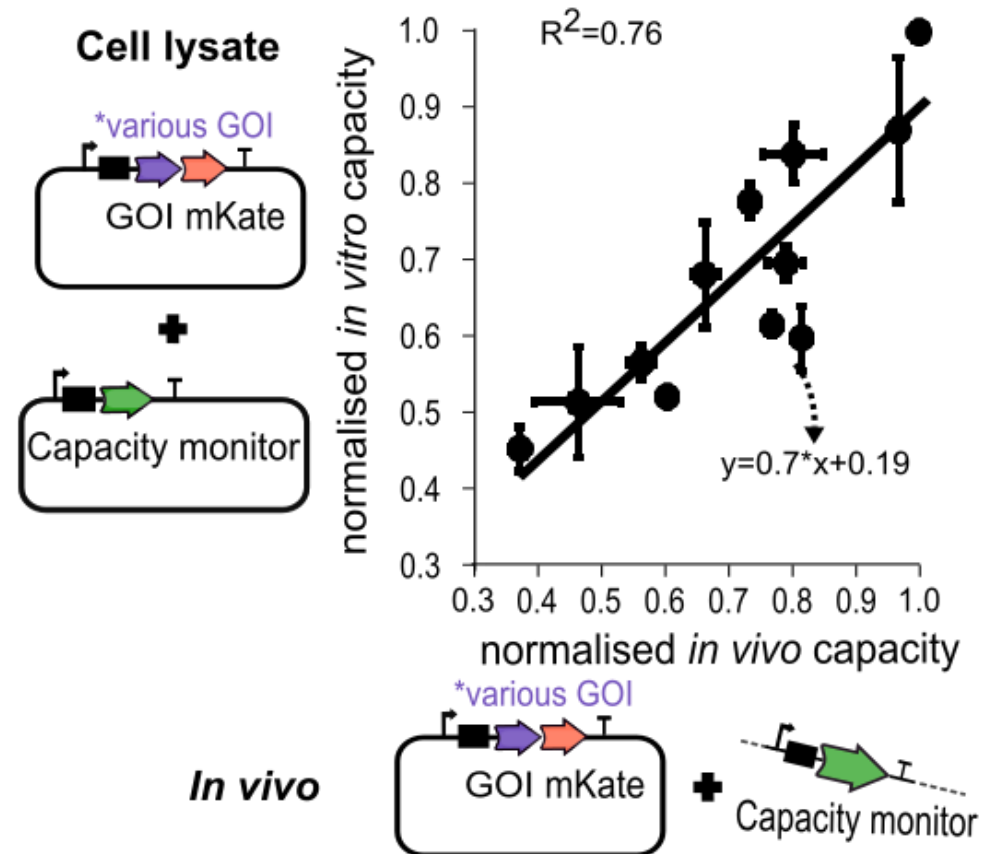 Cell lysate
*various GOI
GOI mKate
Capacity monitor
normalised in vitro capacity
R²=0.76
1.0
0.9
0.8
0.7
0.6
0.5
0.4
0.3
y=0.7*x+0.19
0.3 0.4 0.5 0.6 0.7 0.8 0.9 1.0
normalised in vivo capacity
In vivo
*various GOI
GOI mKate
Capacity monitor